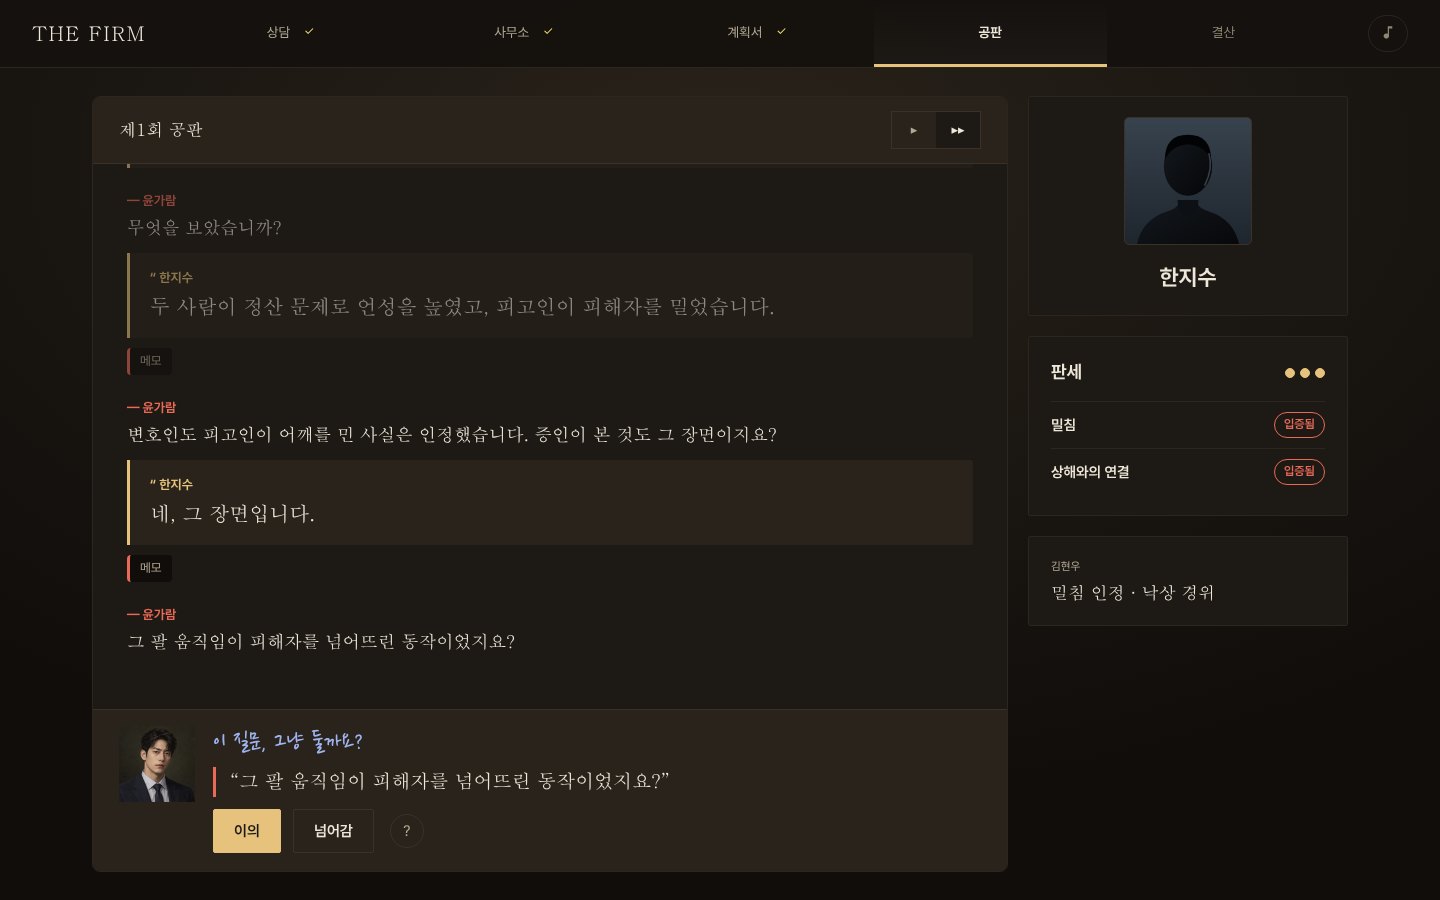 THE FIRM
상담 ✓
사무소 ✓
계획서 ✓
공판
결산
제1회 공판
— 윤가람
무엇을 보았습니까?
“ 한지수
두 사람이 정산 문제로 언성을 높였고, 피고인이 피해자를 밀었습니다.
메모
— 윤가람
변호인도 피고인이 어깨를 민 사실은 인정했습니다. 증인이 본 것도 그 장면이지요?
“ 한지수
네, 그 장면입니다.
메모
— 윤가람
그 팔 움직임이 피해자를 넘어뜨린 동작이었지요?
이 질문, 그냥 둘까요?
“그 팔 움직임이 피해자를 넘어뜨린 동작이었지요?”
이의
넘어감
?
한지수
판세
밀침
입증됨
상해와의 연결
입증됨
김현우
밀침 인정 · 낙상 경위